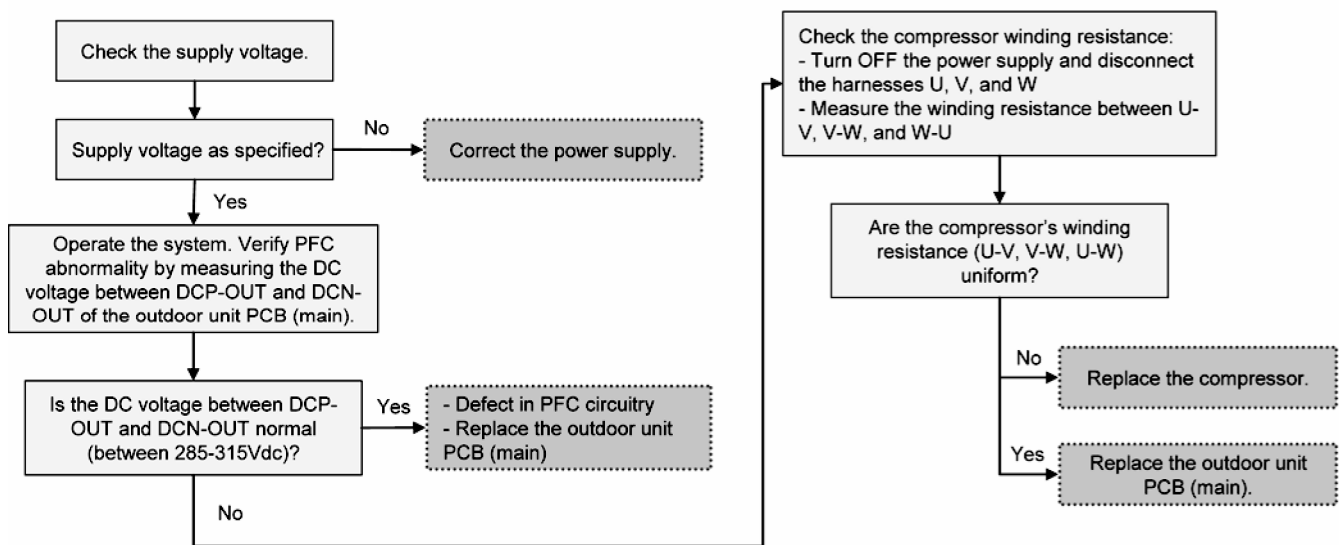 Check the supply voltage.
Supply voltage as specified?
No
Correct the power supply.
Yes
Operate the system. Verify PFC
abnormality by measuring the DC
voltage between DCP-OUT and DCN-
OUT of the outdoor unit PCB (main).
Is the DC voltage between DCP-
OUT and DCN-OUT normal
(between 285-315Vdc)?
Yes
- Defect in PFC circuitry
- Replace the outdoor unit
PCB (main)
No
Check the compressor winding resistance:
- Turn OFF the power supply and disconnect
the harnesses U, V, and W
- Measure the winding resistance between U-
V, V-W, and W-U
Are the compressor's winding
resistance (U-V, V-W, U-W)
uniform?
No
Replace the compressor.
Yes
Replace the outdoor unit
PCB (main).